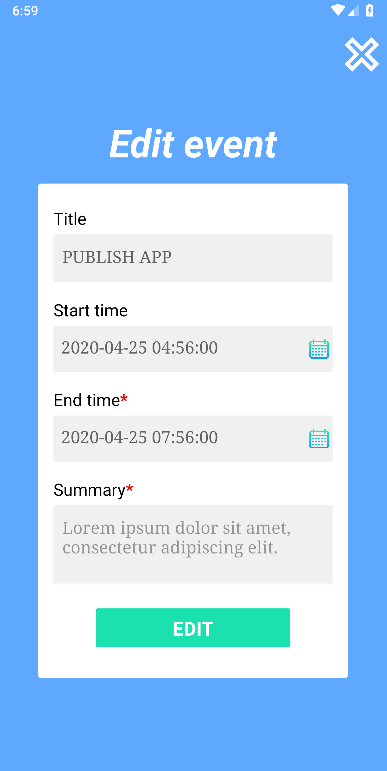 6:59
Edit event
Title
PUBLISH APP
Start time
2020-04-25 04:56:00
End time*
2020-04-25 07:56:00
Summary*
Lorem ipsum dolor sit amet,
consectetur adipiscing elit.
EDIT